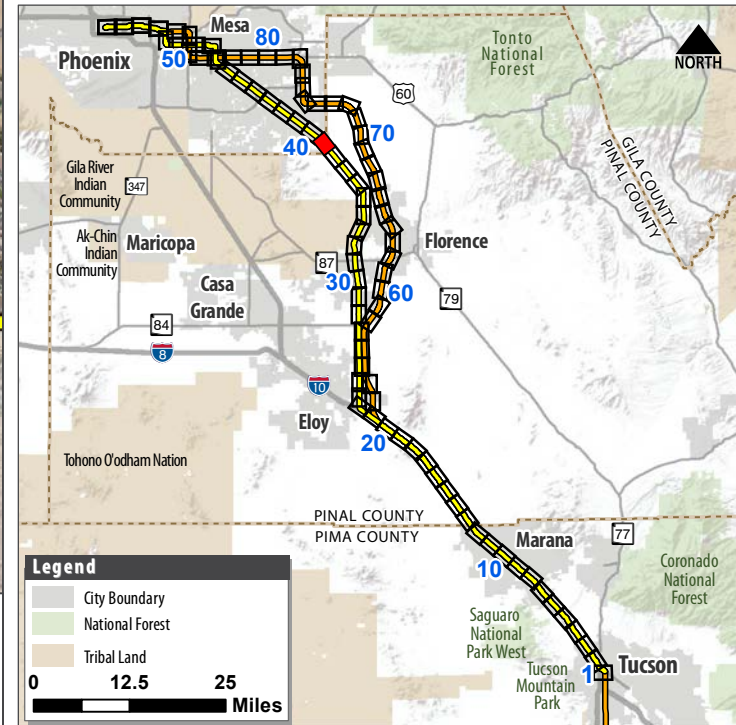 Mesa
80
Phoenix
50
Tonto
National
Forest
NORTH
60
70
40
GILA COUNTY
PINAL COUNTY
Gila River
Indian
Community
347
Ak-Chin
Indian
Community
Maricopa
Florence
87
30
Casa
Grande
60
79
84
8
10
Eloy
20
Tohono O'odham Nation
PINAL COUNTY
PIMA COUNTY
Marana
77
10
Coronado
National
Forest
Saguaro
National
Park West
Tucson
Mountain
Park
1
Tucson
Legend
City Boundary
National Forest
Tribal Land
0 12.5 25
Miles